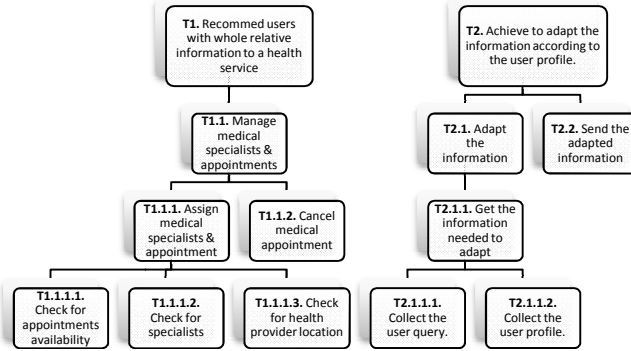 T1. Recommed users
with whole relative
information to a health
service
T2. Achieve to adapt the
information according to
the user profile.
T1.1. Manage
medical
specialists &
appointments
T2.1. Adapt
the
information
T2.2. Send the
adapted
information
T1.1.1. Assign
medical
specialists &
appointment
T1.1.2. Cancel
medical
appointment
T2.1.1. Get the
information
needed to
adapt
T1.1.1.1.
Check for
appointments
availability
T1.1.1.2.
Check for
specialists
T1.1.1.3. Check
for health
provider location
T2.1.1.1.
Collect the
user query.
T2.1.1.2.
Collect the
user profile.